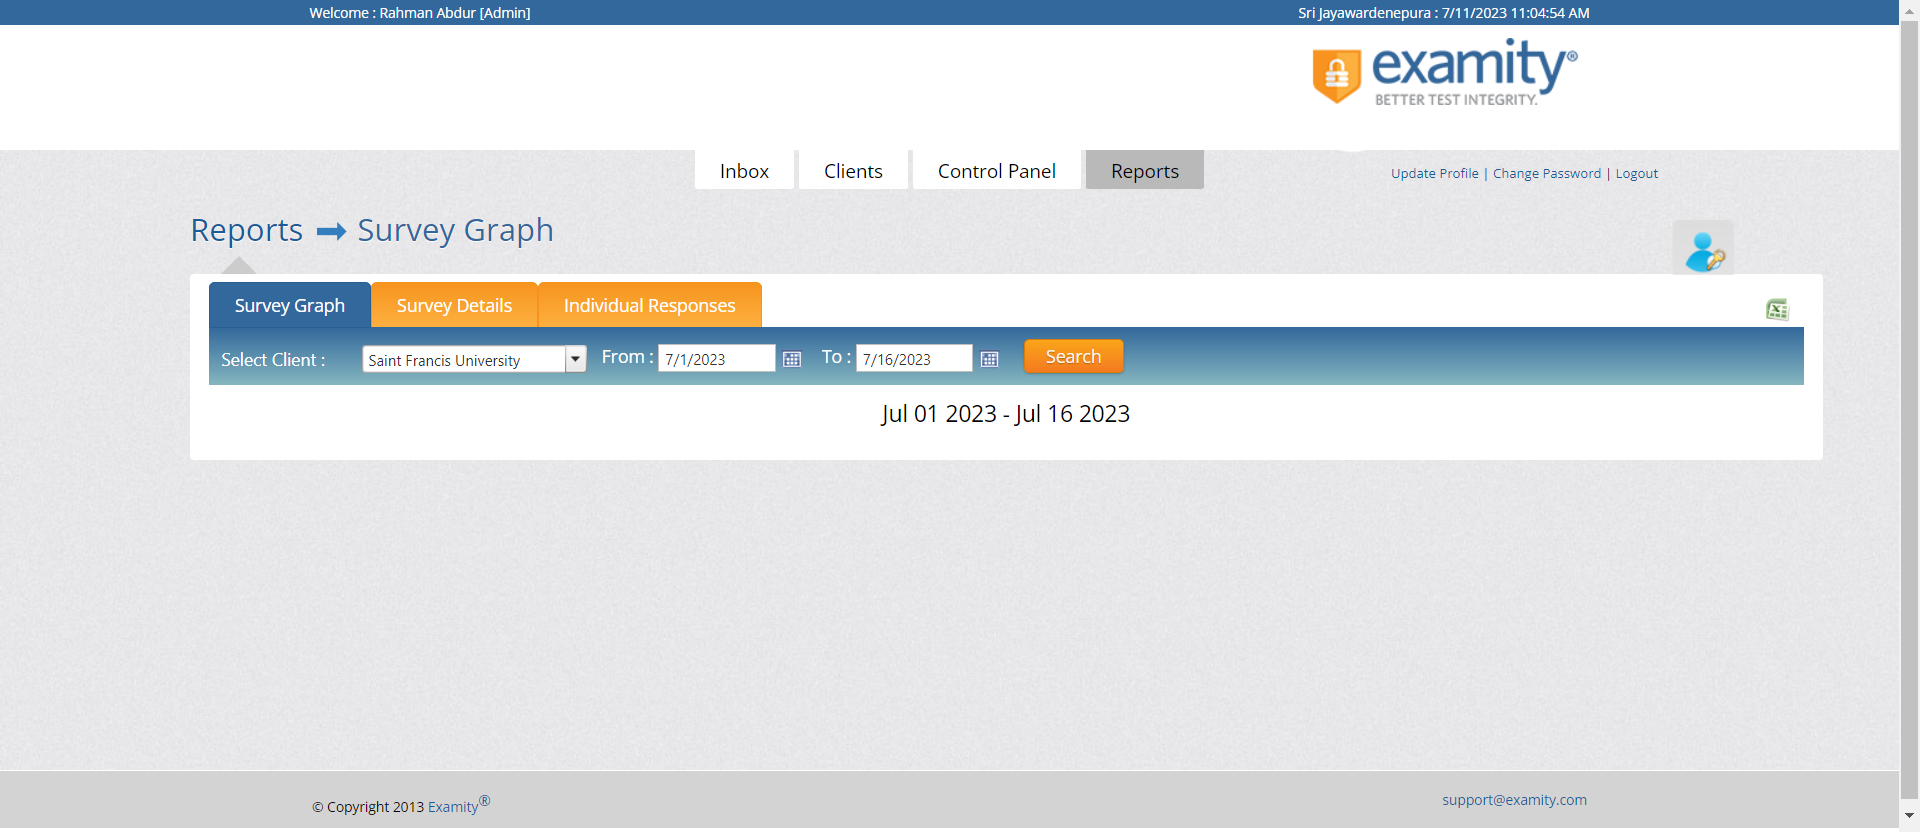 Welcome : Rahman Abdur [Admin]
Sri Jayawardenepura : 7/11/2023 11:04:54 AM
examity®
BETTER TEST INTEGRITY.
Inbox
Clients
Control Panel
Reports
Update Profile | Change Password | Logout
Reports Survey Graph
Survey Graph
Survey Details
Individual Responses
Select Client :
Saint Francis University
From :
7/1/2023
To :
7/16/2023
Search
Jul 01 2023 - Jul 16 2023
© Copyright 2013 Examity®
support@examity.com